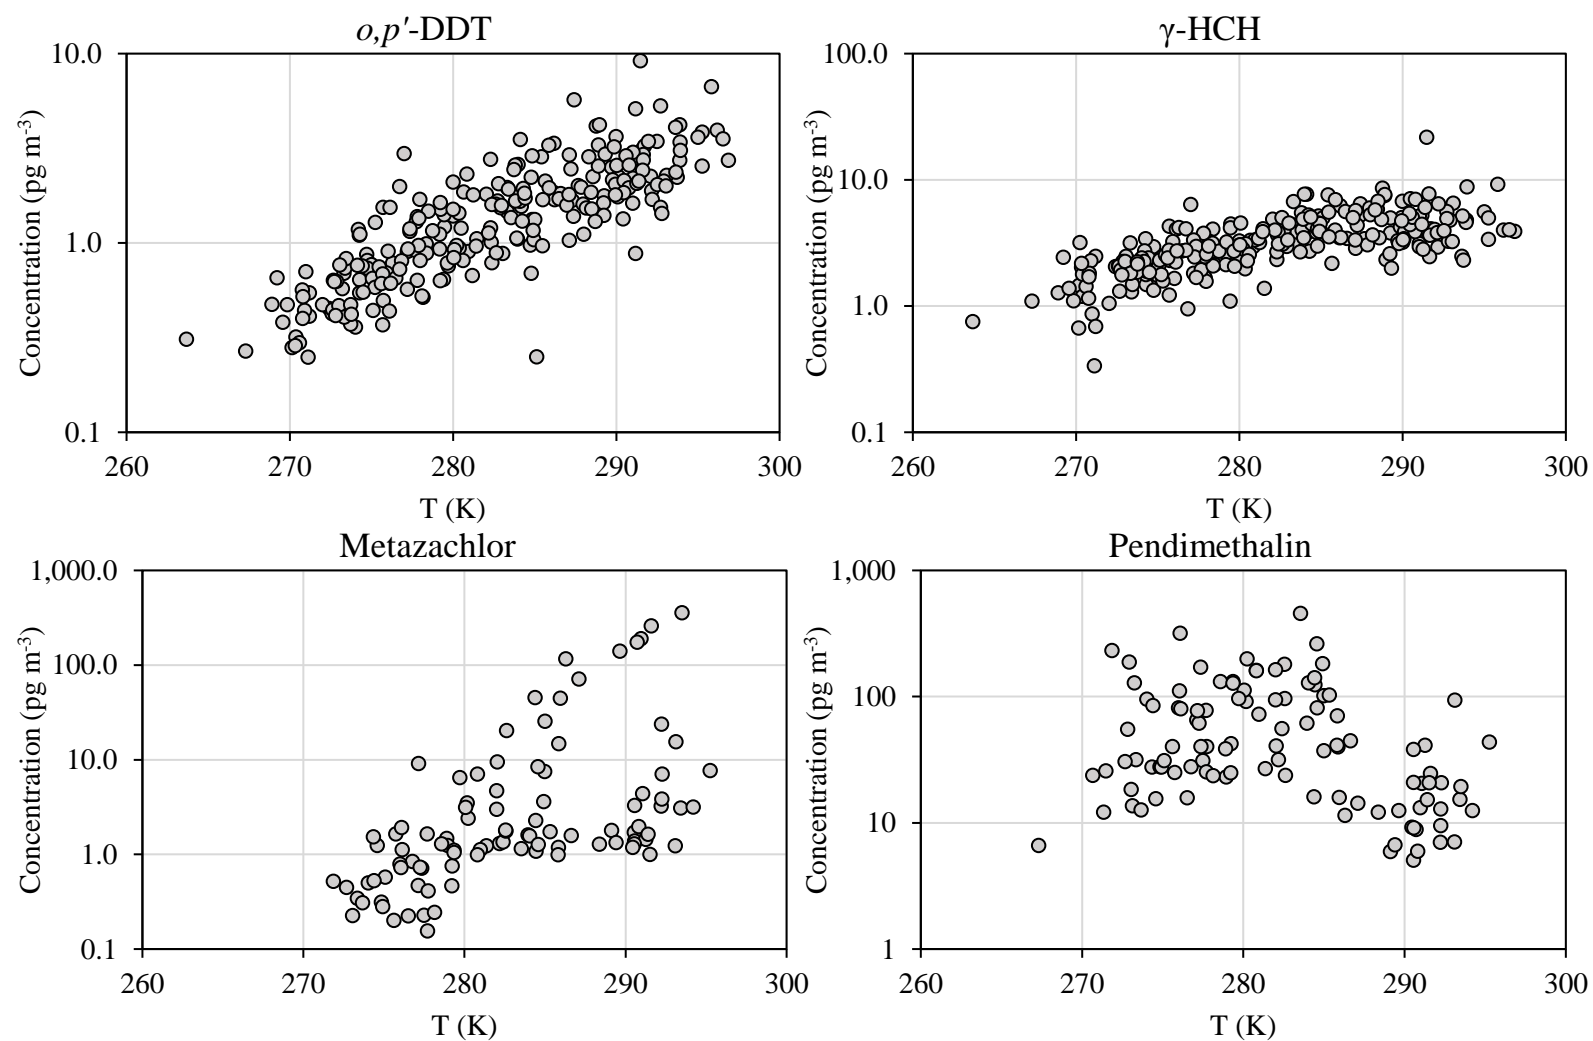 o,p'-DDT
10.0
1.0
0.1
Concentration (pg m-3)
260 270 280 290 300
T (K)
γ-HCH
100.0
10.0
1.0
0.1
Concentration (pg m-3)
260 270 280 290 300
T (K)
Metazachlor
1,000.0
100.0
10.0
1.0
0.1
Concentration (pg m-3)
260 270 280 290 300
T (K)
Pendimethalin
1,000
100
10
1
Concentration (pg m-3)
260 270 280 290 300
T (K)